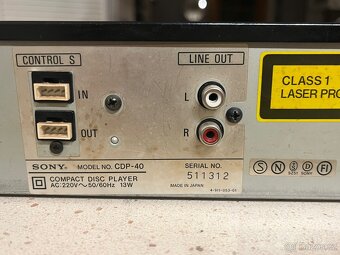 CONTROL S
LINE OUT
IN
L
OUT
R
CLASS 1
LASER PRO
SONY
MODEL NO. CDP-40
SERIAL NO.
511312
COMPACT DISC PLAYER
AC 220V~50/60Hz 13W
MADE IN JAPAN
S N D